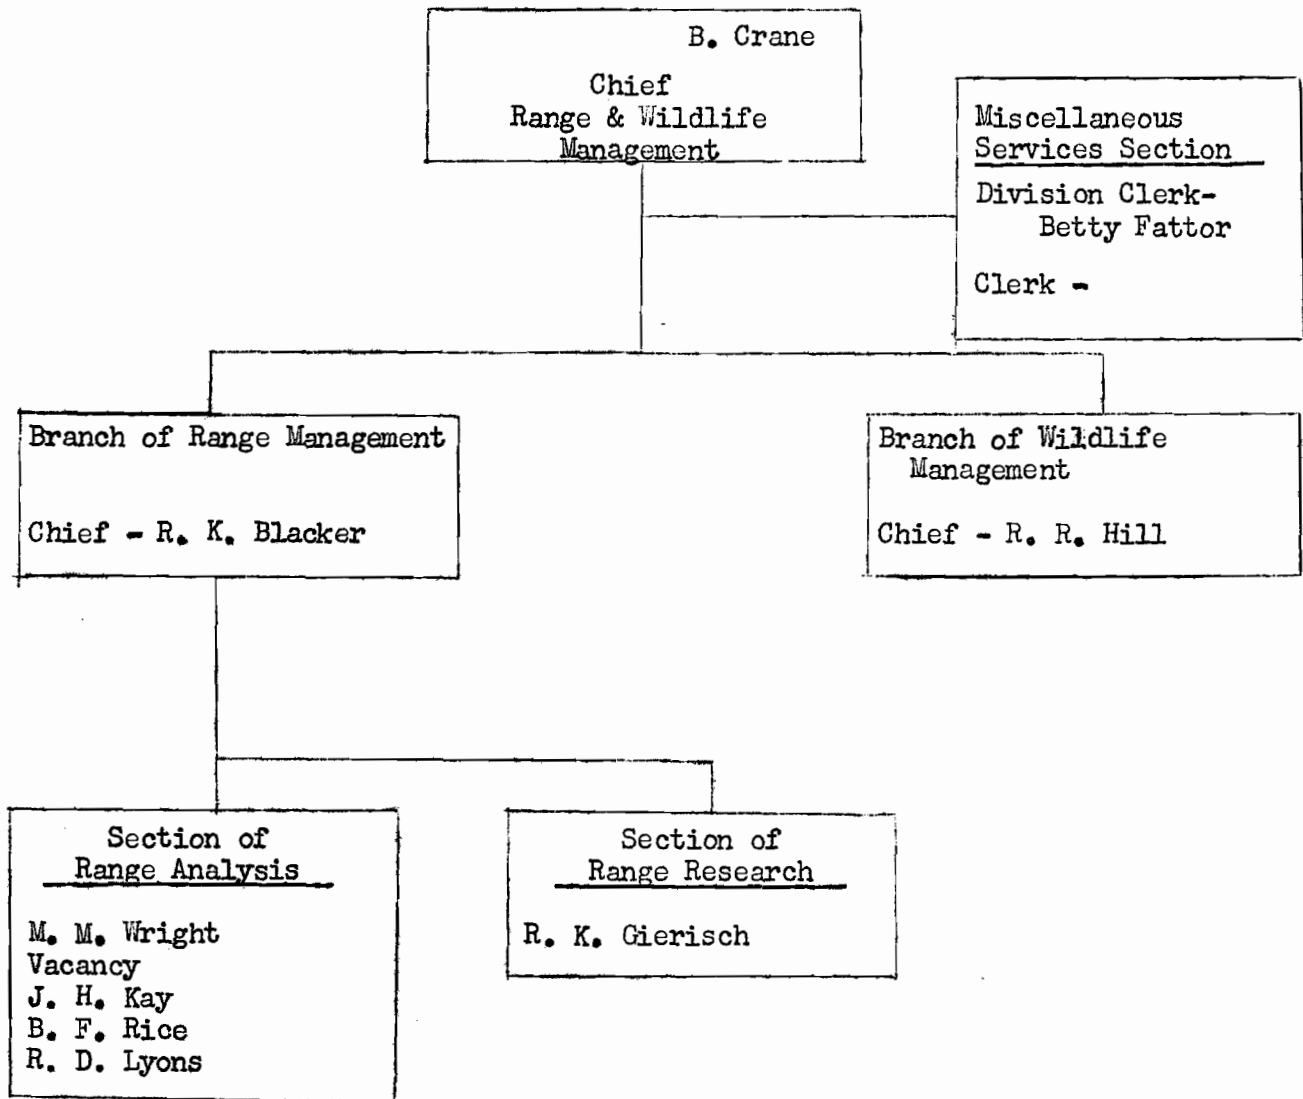 B. Crane
Chief
Range & Wildlife
Management
Miscellaneous
Services Section
Division Clerk-
Betty Fattor
Clerk -
Branch of Range Management
Chief - R. K. Blacker
Branch of Wildlife
Management
Chief - R. R. Hill
Section of
Range Analysis
M. M. Wright
Vacancy
J. H. Kay
B. F. Rice
R. D. Lyons
Section of
Range Research
R. K. Gierisch